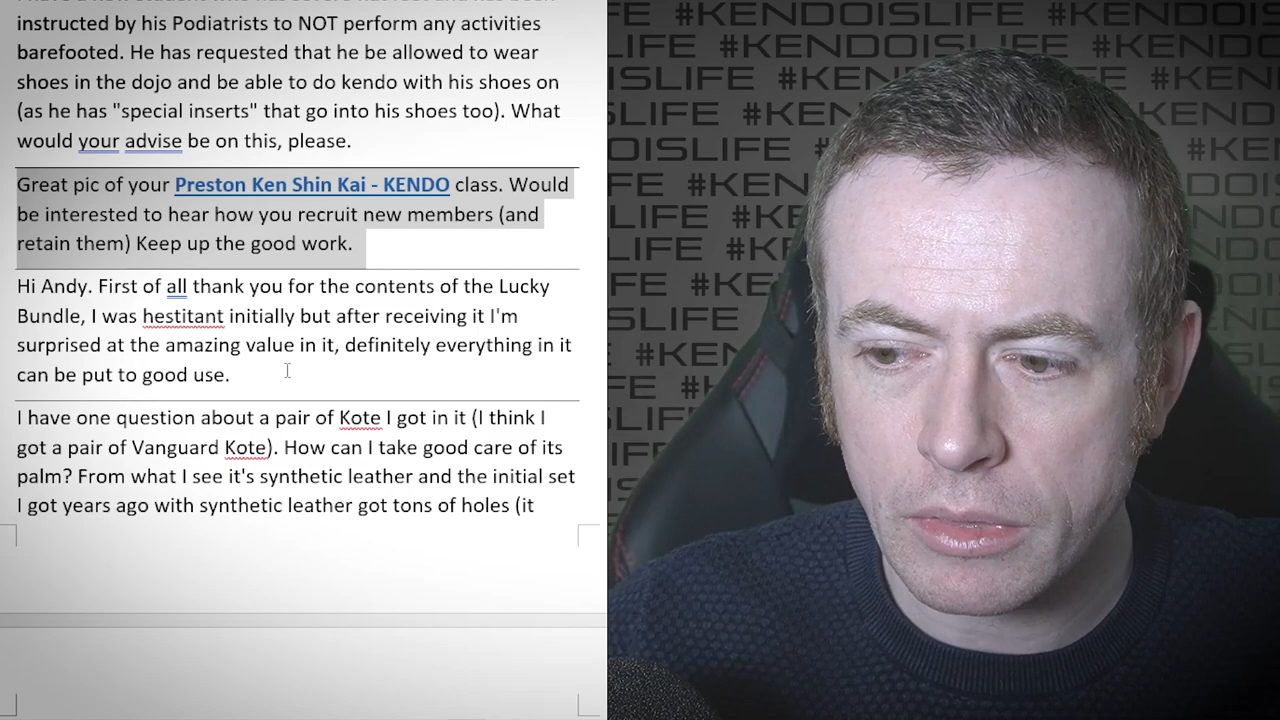 instructed by his Podiatrists to NOT perform any activities
barefooted. He has requested that he be allowed to wear
shoes in the dojo and be able to do kendo with his shoes on
(as he has "special inserts" that go into his shoes too). What
would your advise be on this, please.
Great pic of your Preston Ken Shin Kai - KENDO class. Would
be interested to hear how you recruit new members (and
retain them) Keep up the good work.
Hi Andy. First of all thank you for the contents of the Lucky
Bundle, I was hestitant initially but after receiving it I'm
surprised at the amazing value in it, definitely everything in it
can be put to good use.
I have one question about a pair of Kote I got in it (I think I
got a pair of Vanguard Kote). How can I take good care of its
palm? From what I see it's synthetic leather and the initial set
I got years ago with synthetic leather got tons of holes (it
#KENDOISLIFE #KENDOISLIFE
LIFE #KENDOISLIFE #KENDOIS